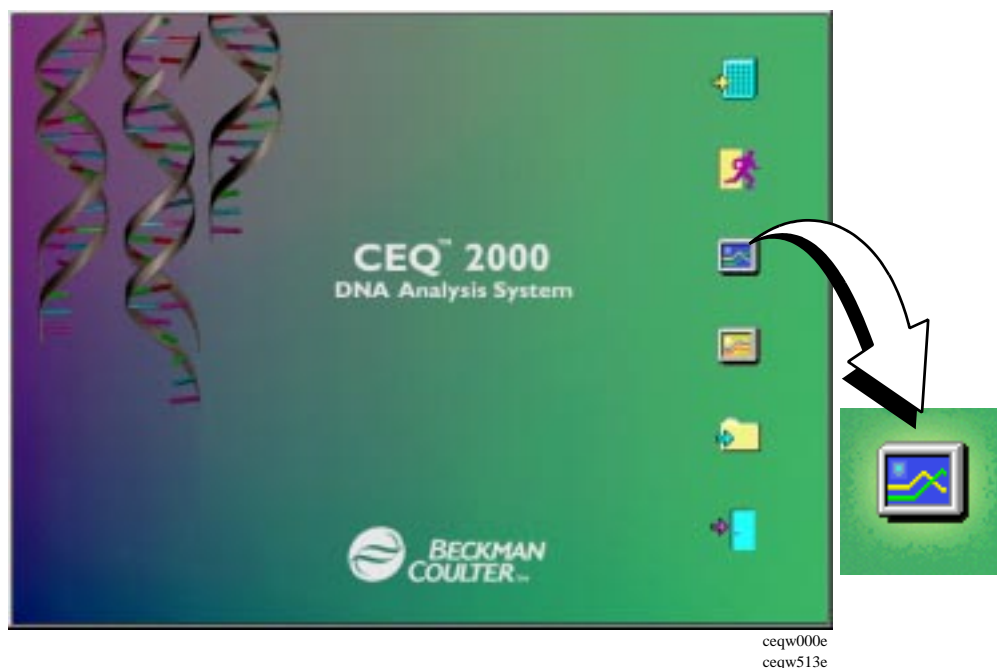 CEQ™ 2000
DNA Analysis System
BECKMAN
COULTER™
ceqw000e
ceqw513e